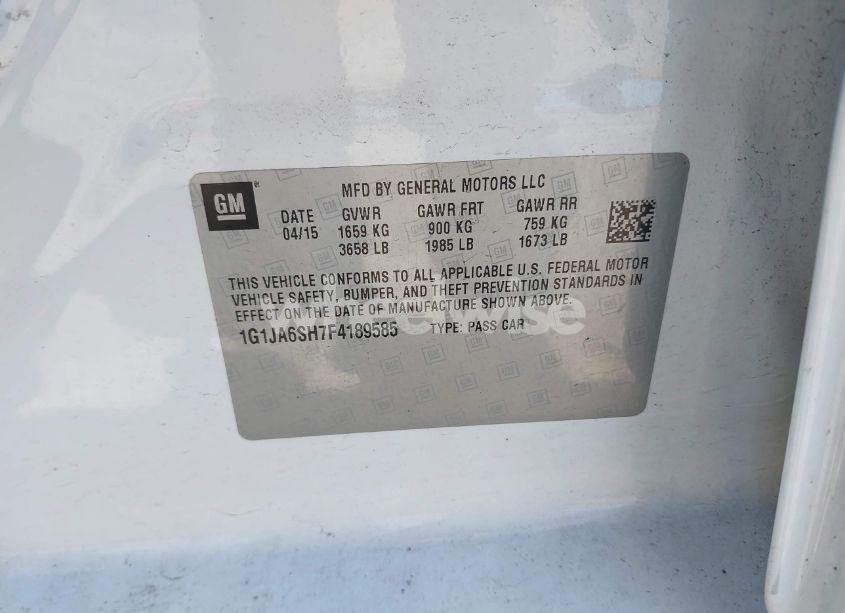 GM
MFD BY GENERAL MOTORS LLC
DATE GVWR GAWR FRT GAWR RR
04/15 1659 KG 900 KG 759 KG
3658 LB 1985 LB 1673 LB
THIS VEHICLE CONFORMS TO ALL APPLICABLE U.S. FEDERAL MOTOR
VEHICLE SAFETY, BUMPER, AND THEFT PREVENTION STANDARDS IN
EFFECT ON THE DATE OF MANUFACTURE SHOWN ABOVE.
1G1JA6SH7F4189585 TYPE: PASS CAR